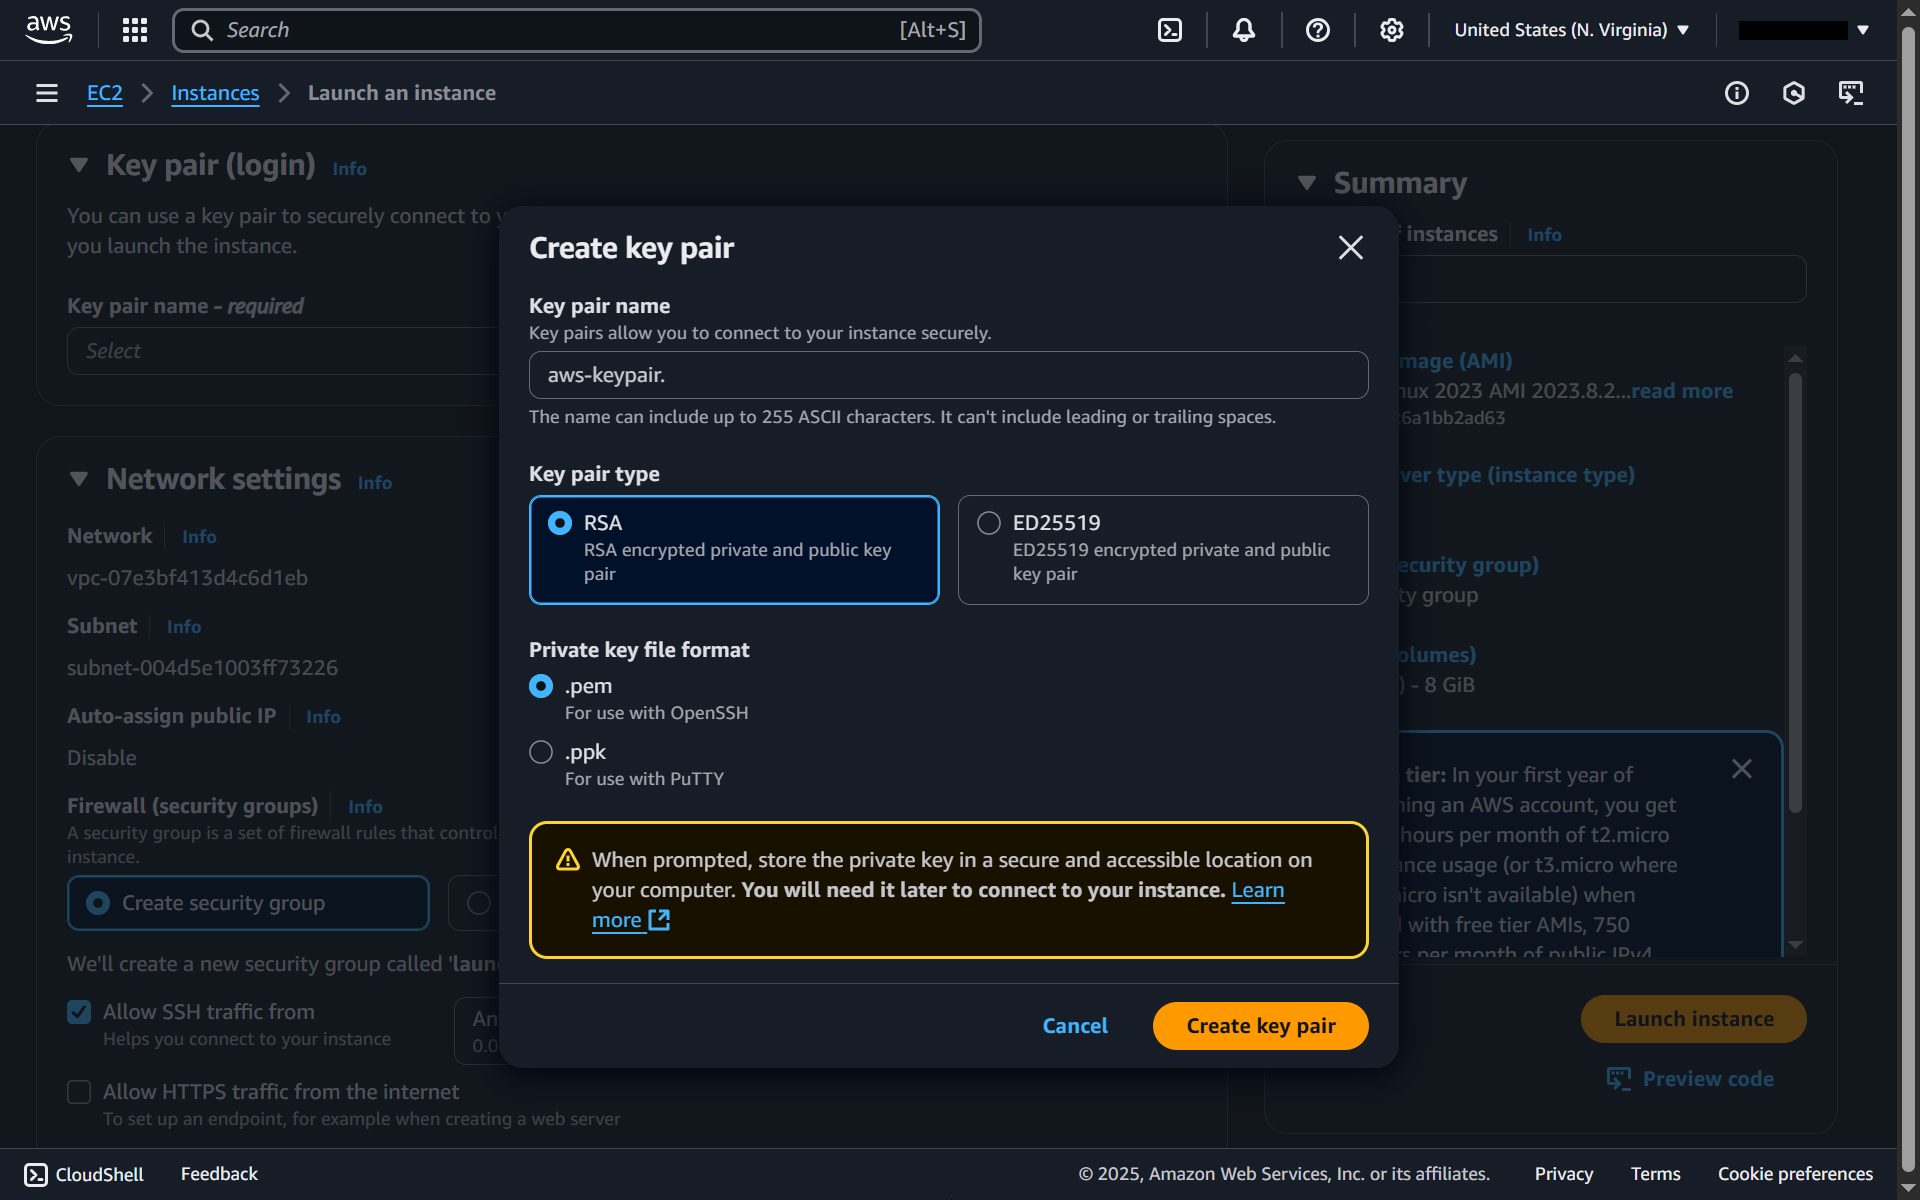 aws
Search [Alt+S]
United States (N. Virginia)
EC2 Instances Launch an instance
Key pair (login) Info
You can use a key pair to securely connect to
you launch the instance.
Key pair name - required
Select
Network settings Info
Network Info
vpc-07e3bf413d4c6d1eb
Subnet Info
subnet-004d5e1003ff73226
Auto-assign public IP Info
Disable
Firewall (security groups) Info
A security group is a set of firewall rules that control
instance.
Create security group
We'll create a new security group called 'laun
Allow SSH traffic from
Helps you connect to your instance
An
0.0
Allow HTTPS traffic from the internet
To set up an endpoint, for example when creating a web server
Create key pair
Key pair name
Key pairs allow you to connect to your instance securely.
aws-keypair.
The name can include up to 255 ASCII characters. It can't include leading or trailing spaces.
Key pair type
RSA
RSA encrypted private and public key
pair
ED25519
ED25519 encrypted private and public
key pair
Private key file format
.pem
For use with OpenSSH
.ppk
For use with PuTTY
When prompted, store the private key in a secure and accessible location on
your computer. You will need it later to connect to your instance. Learn
more
Cancel Create key pair
Summary
instances Info
mage (AMI)
nux 2023 AMI 2023.8.2...read more
6a1bb2ad63
ver type (instance type)
ecurity group)
ty group
olumes)
) - 8 GiB
tier: In your first year of
ning an AWS account, you get
hours per month of t2.micro
ance usage (or t3.micro where
icro isn't available) when
with free tier AMIs, 750
rs per month of public IPv4
Launch instance
Preview code
CloudShell Feedback © 2025, Amazon Web Services, Inc. or its affiliates. Privacy Terms Cookie preferences